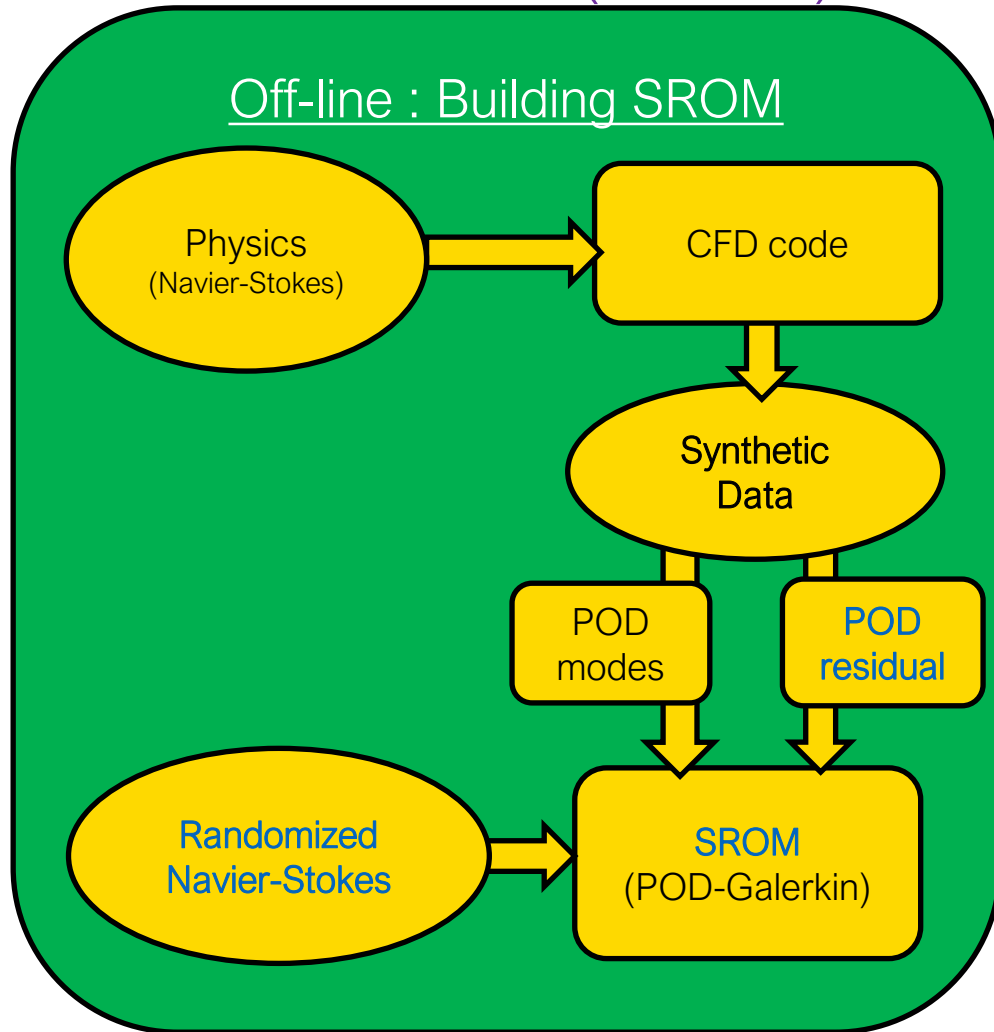 Off-line : Building SROM
Physics
(Navier-Stokes)
CFD code
Synthetic
Data
POD
modes
POD
residual
Randomized
Navier-Stokes
SROM
(POD-Galerkin)